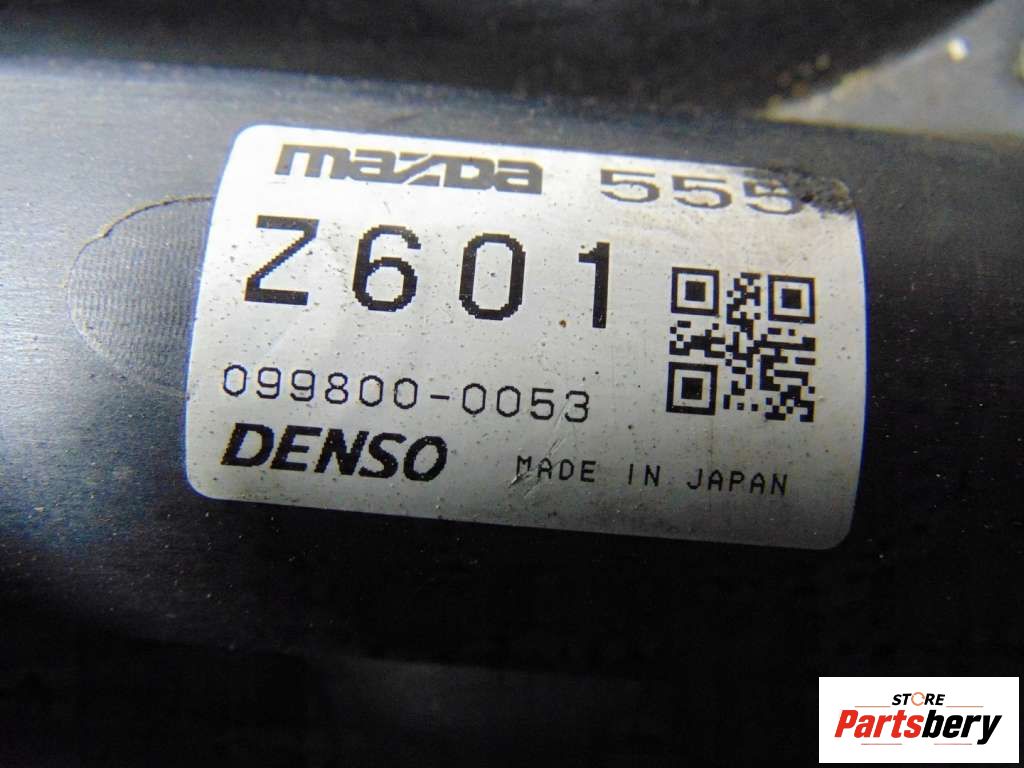 mazda 555
Z601
099800-0053
DENSO MADE IN JAPAN
STORE
Partsbery